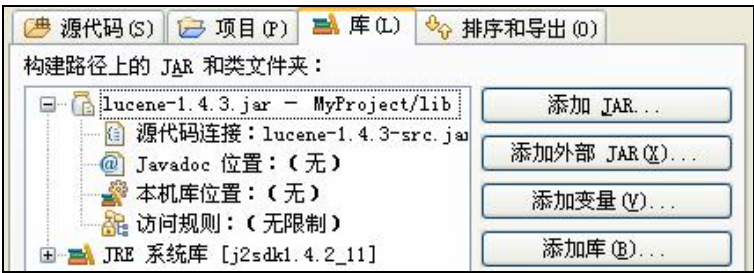 源代码(S) 项目(P) 库(L) 排序和导出(O)
构建路径上的 JAR 和类文件夹：
lucene-1.4.3.jar - MyProject/lib 添加 JAR...
源代码连接：lucene-1.4.3-src.ja
添加外部 JAR(X)...
Javadoc 位置：(无)
本机库位置：(无) 添加变量(V)...
访问规则：(无限制)
JRE 系统库 [j2sdk1.4.2_11] 添加库(B)...